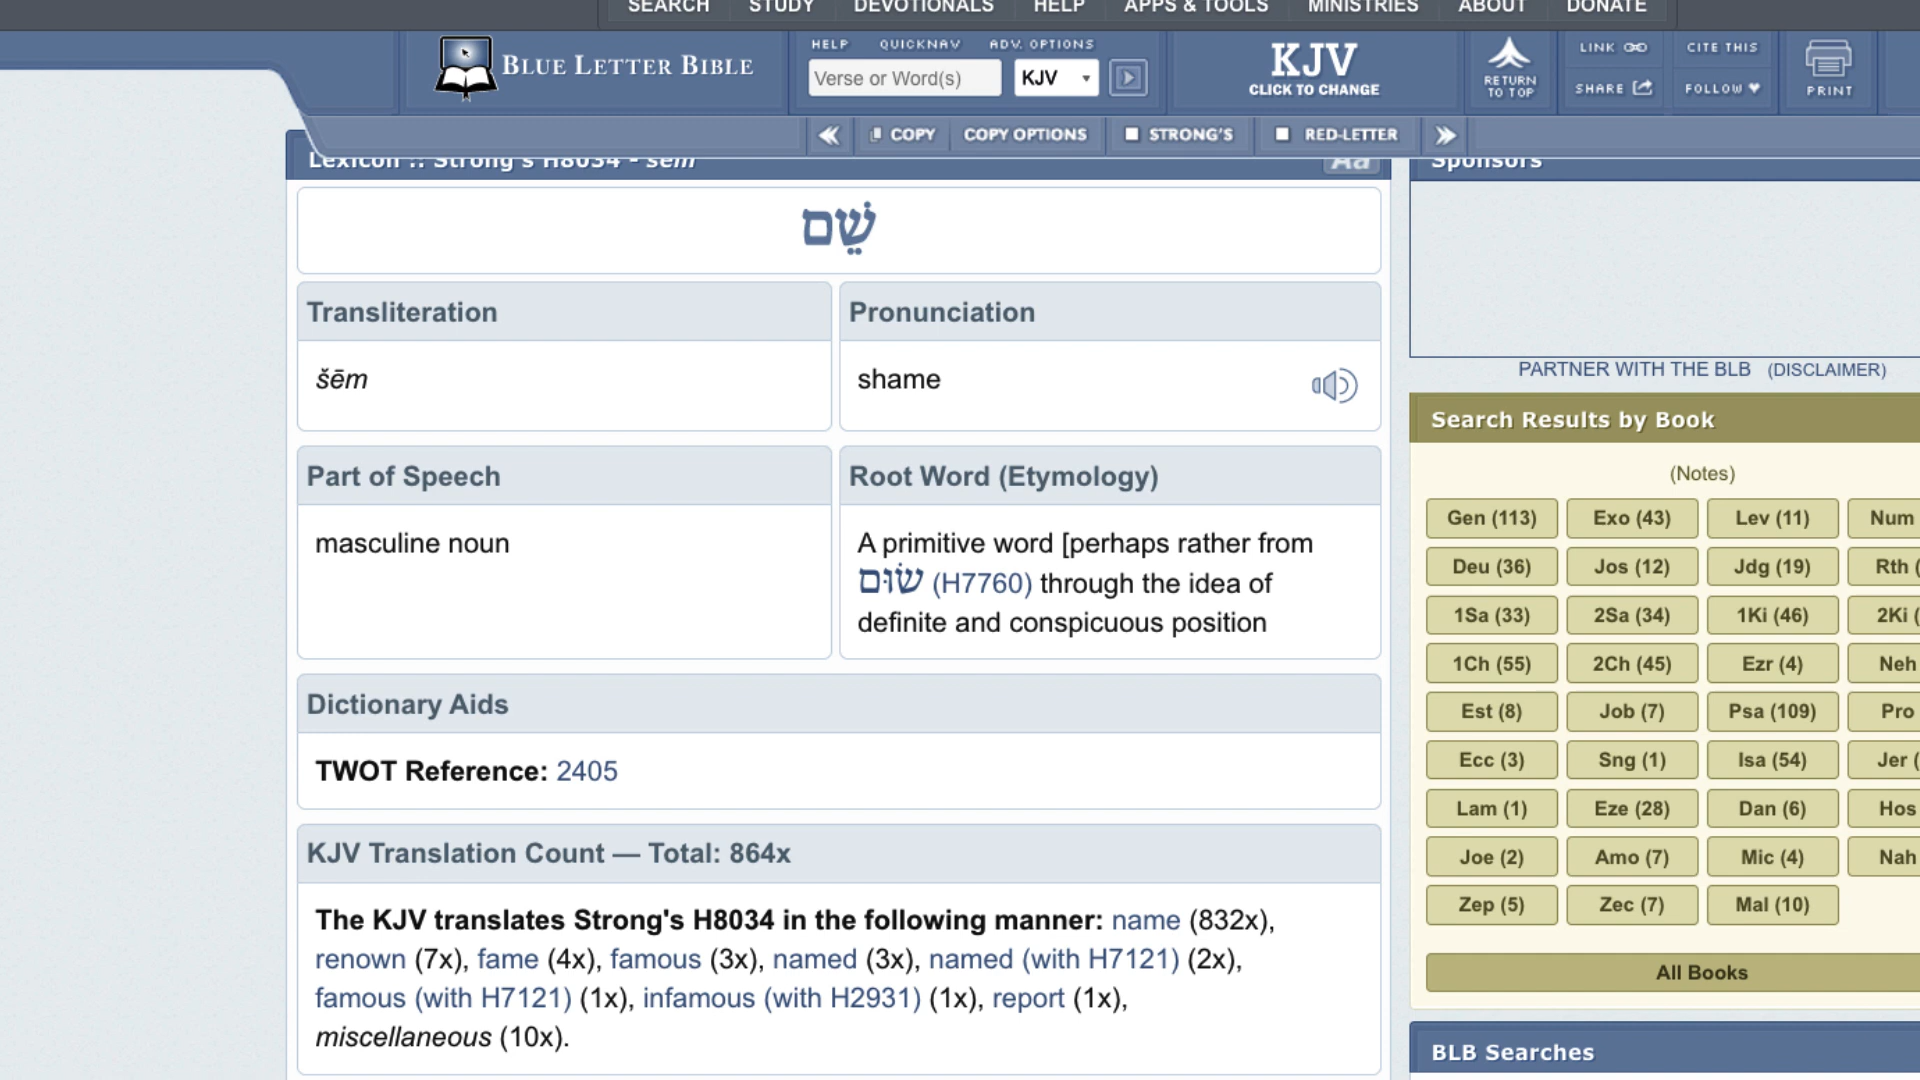 SEARCH STUDY DEVOTIONALS HELP APPS & TOOLS MINISTRIES ABOUT DONATE
BLUE LETTER BIBLE
HELP QUICKNAV ADV. OPTIONS
Verse or Word(s) KJV
KJV
CLICK TO CHANGE
RETURN
TO TOP
LINK
SHARE
CITE THIS
FOLLOW
PRINT
COPY COPY OPTIONS STRONG'S RED-LETTER
Lexicon :: Strong's H8034 - šēm Aa
שֵׁם
Transliteration
šēm
Pronunciation
shame
Part of Speech
masculine noun
Root Word (Etymology)
A primitive word [perhaps rather from
שׂוּם (H7760) through the idea of
definite and conspicuous position
Dictionary Aids
TWOT Reference: 2405
KJV Translation Count — Total: 864x
The KJV translates Strong's H8034 in the following manner: name (832x),
renown (7x), fame (4x), famous (3x), named (3x), named (with H7121) (2x),
famous (with H7121) (1x), infamous (with H2931) (1x), report (1x),
miscellaneous (10x).
Sponsors
PARTNER WITH THE BLB (DISCLAIMER)
Search Results by Book
(Notes)
Gen (113) Exo (43) Lev (11) Num
Deu (36) Jos (12) Jdg (19) Rth (
1Sa (33) 2Sa (34) 1Ki (46) 2Ki (
1Ch (55) 2Ch (45) Ezr (4) Neh
Est (8) Job (7) Psa (109) Pro
Ecc (3) Sng (1) Isa (54) Jer (
Lam (1) Eze (28) Dan (6) Hos
Joe (2) Amo (7) Mic (4) Nah
Zep (5) Zec (7) Mal (10)
All Books
BLB Searches